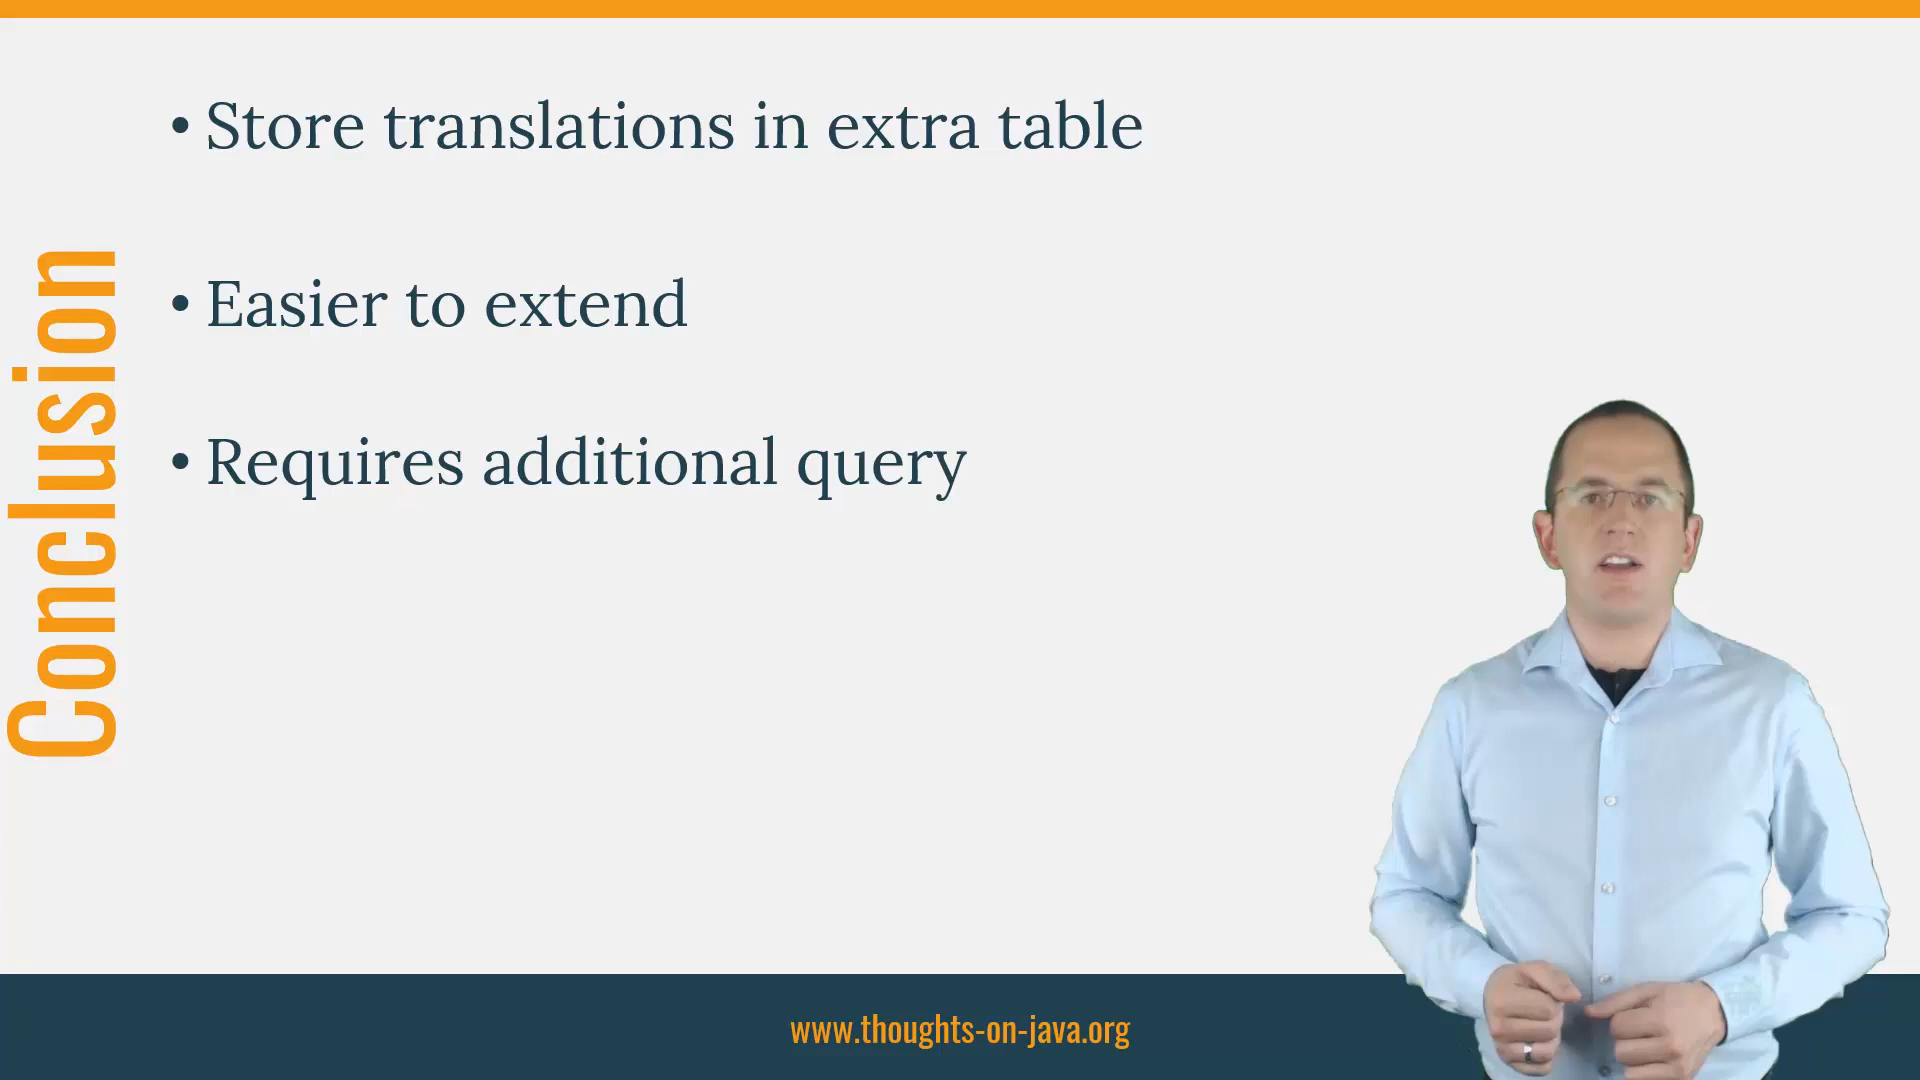 Conclusion
• Store translations in extra table
• Easier to extend
• Requires additional query
www.thoughts-on-java.org